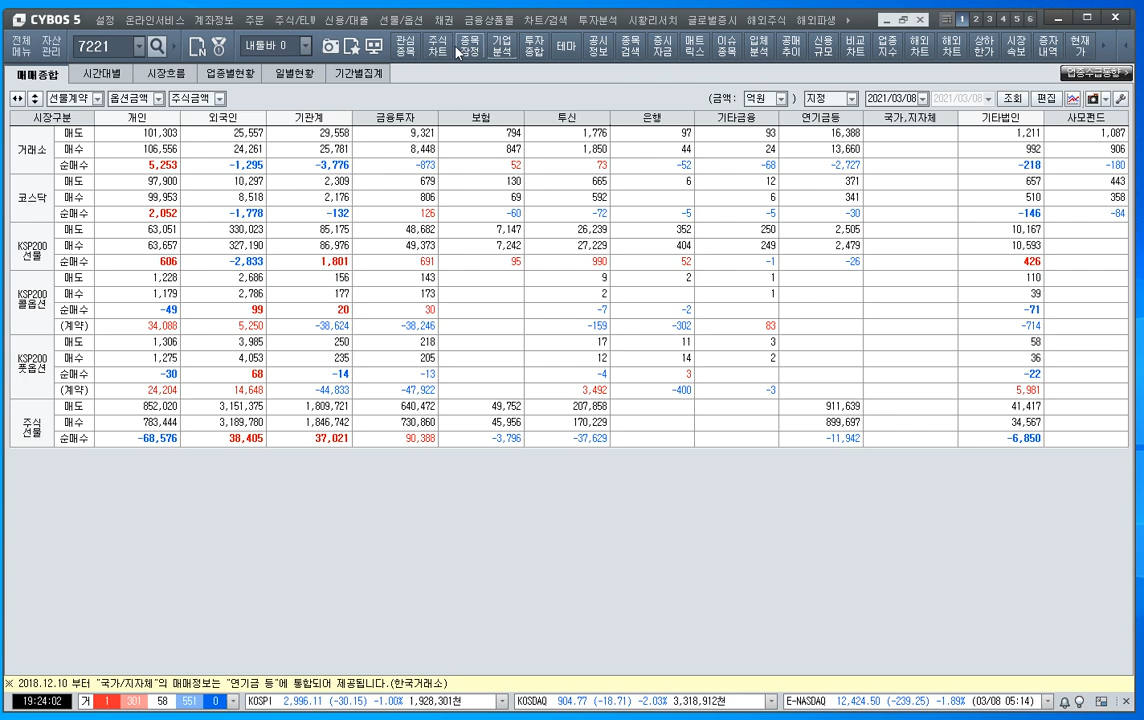 CYBOS 5 설정 온라인서비스 계좌정보 주문 주식/ELW 신용/대출 선물/옵션 채권 금융상품몰 차트/검색 투자분석 시황리서치 글로벌증시 해외주식 해외파생 1 2 3 4 5 6
전체메뉴 자산관리 7221 내툴바 0 관심종목 주식차트 종목 기업분석 투자종합 테마 공시정보 종목검색 증시자금 매트릭스 이슈종목 입체분석 공매추이 신용규모 비교차트 업종지수 해외차트 해외차트 상하한가 시장속보 증자내역 현재가
매매종합 시간대별 시장흐름 업종별현황 일별현황 기간별집계 업종수급동향
선물계약 옵션금액 주식금액 (금액: 억원 ) 지정 2021/03/08 2021/03/08 조회 편집
시장구분 개인 외국인 기관계 금융투자 보험 투신 은행 기타금융 연기금등 국가,지자체 기타법인 사모펀드
거래소 매도 101,303 25,557 29,558 9,321 794 1,776 97 93 16,388 1,211 1,087
매수 106,556 24,261 25,781 8,448 847 1,850 44 24 13,660 992 906
순매수 5,253 -1,295 -3,776 -873 52 73 -52 -68 -2,727 -218 -180
코스닥 매도 97,900 10,297 2,309 679 130 665 6 12 371 657 443
매수 99,953 8,518 2,176 806 69 592 6 341 510 358
순매수 2,052 -1,778 -132 126 -60 -72 -5 -5 -30 -146 -84
KSP200 선물 매도 63,051 330,023 85,175 48,682 7,147 26,239 352 250 2,505 10,167
매수 63,657 327,190 86,976 49,373 7,242 27,229 404 249 2,479 10,593
순매수 606 -2,833 1,801 691 95 990 52 -1 -26 426
KSP200 콜옵션 매도 1,228 2,686 156 143 9 2 1 110
매수 1,179 2,786 177 173 2 1 39
순매수 -49 99 20 30 -7 -2 -71
(계약) 34,088 5,250 -38,624 -38,246 -159 -302 83 -714
KSP200 풋옵션 매도 1,306 3,985 250 218 17 11 3 58
매수 1,275 4,053 235 205 12 14 2 36
순매수 -30 68 -14 -13 -4 3 -22
(계약) 24,204 14,648 -44,833 -47,922 3,492 -400 -3 5,981
주식 선물 매도 852,020 3,151,375 1,809,721 640,472 49,752 207,858 911,639 41,417
매수 783,444 3,189,780 1,846,742 730,860 45,956 170,229 899,697 34,567
순매수 -68,576 38,405 37,021 90,388 -3,796 -37,629 -11,942 -6,850
※ 2018.12.10 부터 "국가/지자체"의 매매정보는 "연기금 등"에 통합되어 제공됩니다.(한국거래소)
19:24:02 거 1 301 58 551 0 KOSPI 2,996.11 (-30.15) -1.00% 1,928,301천 KOSDAQ 904.77 (-18.71) -2.03% 3,318,912천 E-NASDAQ 12,424.50 (-239.25) -1.89% (03/08 05:14)